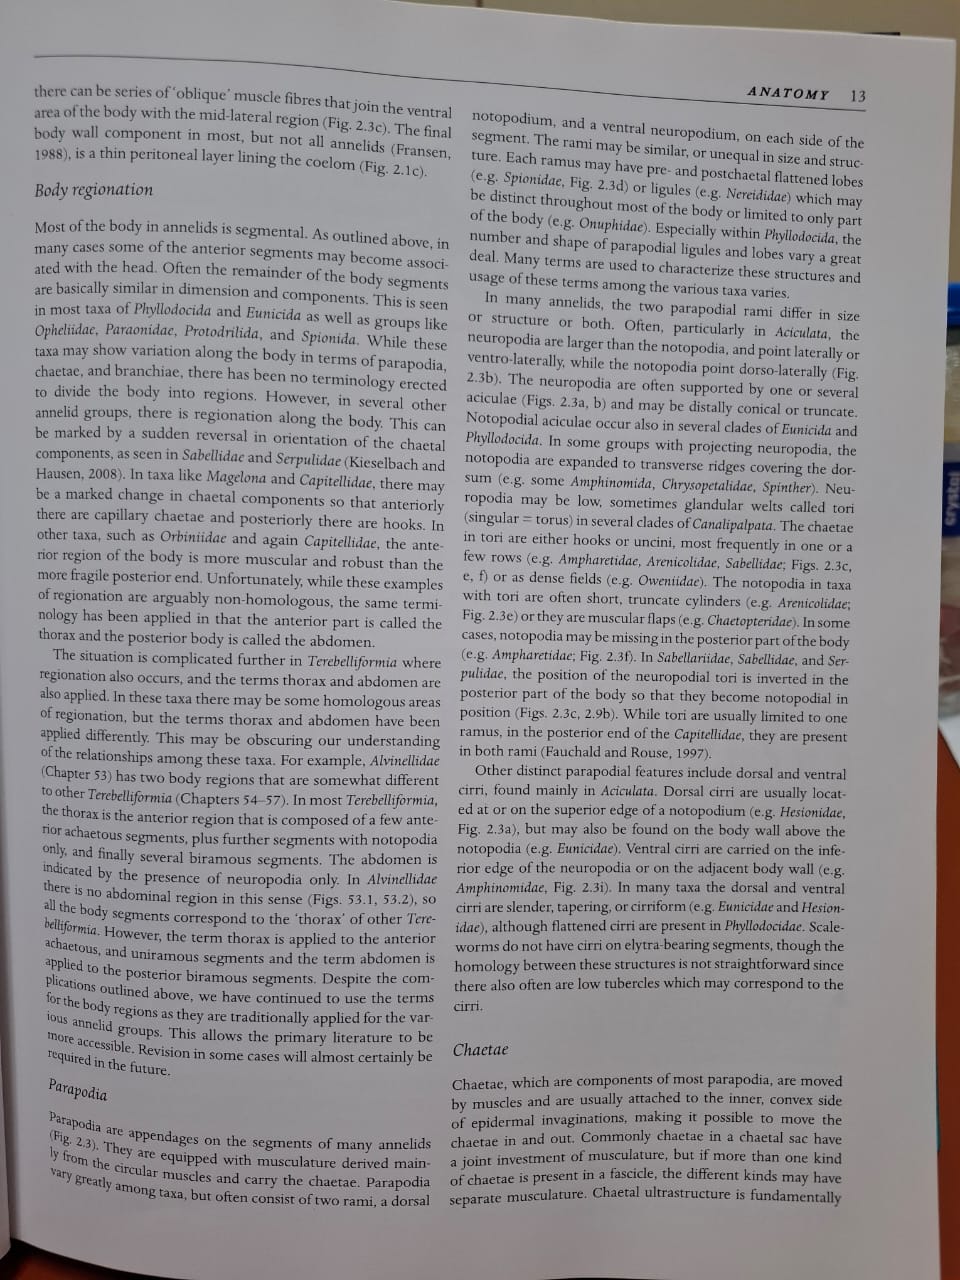 ANATOMY 13
there can be series of 'oblique' muscle fibres that join the ventral
area of the body with the mid-lateral region (Fig. 2.3c). The final
body wall component in most, but not all annelids (Fransen,
1988), is a thin peritoneal layer lining the coelom (Fig. 2.1c).
Body regionation
Most of the body in annelids is segmental. As outlined above, in
many cases some of the anterior segments may become associ-
ated with the head. Often the remainder of the body segments
are basically similar in dimension and components. This is seen
in most taxa of Phyllodocida and Eunicida as well as groups like
Opheliidae, Paraonidae, Protodrilida, and Spionida. While these
taxa may show variation along the body in terms of parapodia,
chaetae, and branchiae, there has been no terminology erected
to divide the body into regions. However, in several other
annelid groups, there is regionation along the body. This can
be marked by a sudden reversal in orientation of the chaetal
components, as seen in Sabellidae and Serpulidae (Kieselbach and
Hausen, 2008). In taxa like Magelona and Capitellidae, there may
be a marked change in chaetal components so that anteriorly
there are capillary chaetae and posteriorly there are hooks. In
other taxa, such as Orbiniidae and again Capitellidae, the ante-
rior region of the body is more muscular and robust than the
more fragile posterior end. Unfortunately, while these examples
of regionation are arguably non-homologous, the same termi-
nology has been applied in that the anterior part is called the
thorax and the posterior body is called the abdomen.
The situation is complicated further in Terebelliformia where
regionation also occurs, and the terms thorax and abdomen are
also applied. In these taxa there may be some homologous areas
of regionation, but the terms thorax and abdomen have been
applied differently. This may be obscuring our understanding
of the relationships among these taxa. For example, Alvinellidae
(Chapter 53) has two body regions that are somewhat different
to other Terebelliformia (Chapters 54–57). In most Terebelliformia,
the thorax is the anterior region that is composed of a few ante-
rior achaetous segments, plus further segments with notopodia
only, and finally several biramous segments. The abdomen is
indicated by the presence of neuropodia only. In Alvinellidae
there is no abdominal region in this sense (Figs. 53.1, 53.2), so
all the body segments correspond to the 'thorax' of other Tere-
belliformia. However, the term thorax is applied to the anterior
achaetous, and uniramous segments and the term abdomen is
applied to the posterior biramous segments. Despite the com-
plications outlined above, we have continued to use the terms
for the body regions as they are traditionally applied for the var-
ious annelid groups. This allows the primary literature to be
more accessible. Revision in some cases will almost certainly be
required in the future.
Parapodia
Parapodia are appendages on the segments of many annelids
(Fig. 2.3). They are equipped with musculature derived main-
ly from the circular muscles and carry the chaetae. Parapodia
vary greatly among taxa, but often consist of two rami, a dorsal
notopodium, and a ventral neuropodium, on each side of the
segment. The rami may be similar, or unequal in size and struc-
ture. Each ramus may have pre- and postchaetal flattened lobes
(e.g. Spionidae, Fig. 2.3d) or ligules (e.g. Nereididae) which may
be distinct throughout most of the body or limited to only part
of the body (e.g. Onuphidae). Especially within Phyllodocida, the
number and shape of parapodial ligules and lobes vary a great
deal. Many terms are used to characterize these structures and
usage of these terms among the various taxa varies.
In many annelids, the two parapodial rami differ in size
or structure or both. Often, particularly in Aciculata, the
neuropodia are larger than the notopodia, and point laterally or
ventro-laterally, while the notopodia point dorso-laterally (Fig.
2.3b). The neuropodia are often supported by one or several
aciculae (Figs. 2.3a, b) and may be distally conical or truncate.
Notopodial aciculae occur also in several clades of Eunicida and
Phyllodocida. In some groups with projecting neuropodia, the
notopodia are expanded to transverse ridges covering the dor-
sum (e.g. some Amphinomida, Chrysopetalidae, Spinther). Neu-
ropodia may be low, sometimes glandular welts called tori
(singular = torus) in several clades of Canalipalpata. The chaetae
in tori are either hooks or uncini, most frequently in one or a
few rows (e.g. Ampharetidae, Arenicolidae, Sabellidae; Figs. 2.3c,
e, f) or as dense fields (e.g. Oweniidae). The notopodia in taxa
with tori are often short, truncate cylinders (e.g. Arenicolidae;
Fig. 2.3e) or they are muscular flaps (e.g. Chaetopteridae). In some
cases, notopodia may be missing in the posterior part of the body
(e.g. Ampharetidae; Fig. 2.3f). In Sabellariidae, Sabellidae, and Ser-
pulidae, the position of the neuropodial tori is inverted in the
posterior part of the body so that they become notopodial in
position (Figs. 2.3c, 2.9b). While tori are usually limited to one
ramus, in the posterior end of the Capitellidae, they are present
in both rami (Fauchald and Rouse, 1997).
Other distinct parapodial features include dorsal and ventral
cirri, found mainly in Aciculata. Dorsal cirri are usually locat-
ed at or on the superior edge of a notopodium (e.g. Hesionidae,
Fig. 2.3a), but may also be found on the body wall above the
notopodia (e.g. Eunicidae). Ventral cirri are carried on the infe-
rior edge of the neuropodia or on the adjacent body wall (e.g.
Amphinomidae, Fig. 2.3i). In many taxa the dorsal and ventral
cirri are slender, tapering, or cirriform (e.g. Eunicidae and Hesion-
idae), although flattened cirri are present in Phyllodocidae. Scale-
worms do not have cirri on elytra-bearing segments, though the
homology between these structures is not straightforward since
there also often are low tubercles which may correspond to the
cirri.
Chaetae
Chaetae, which are components of most parapodia, are moved
by muscles and are usually attached to the inner, convex side
of epidermal invaginations, making it possible to move the
chaetae in and out. Commonly chaetae in a chaetal sac have
a joint investment of musculature, but if more than one kind
of chaetae is present in a fascicle, the different kinds may have
separate musculature. Chaetal ultrastructure is fundamentally
crystal